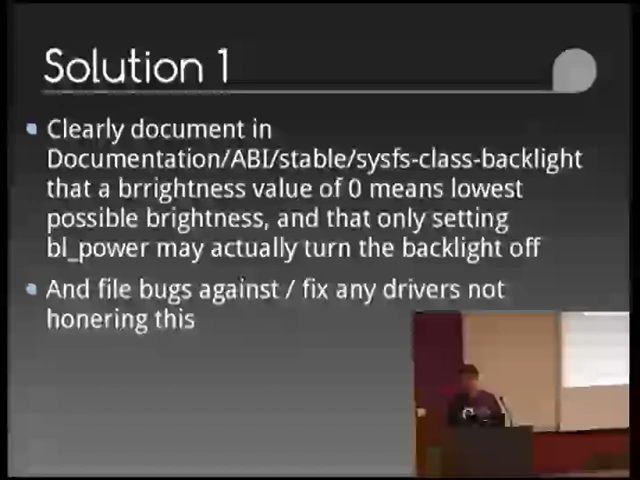 Solution 1
Clearly document in
Documentation/ABI/stable/sysfs-class-backlight
that a brrightness value of 0 means lowest
possible brightness, and that only setting
bl_power may actually turn the backlight off
And file bugs against / fix any drivers not
honering this